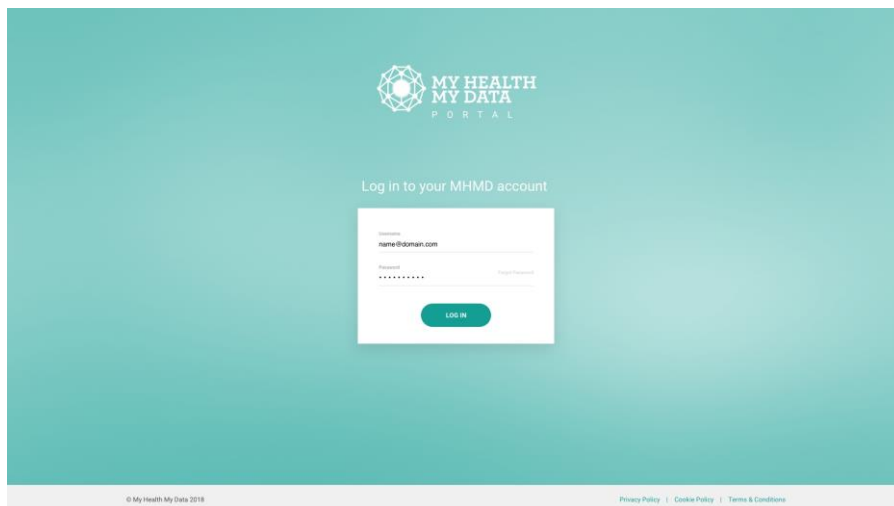 MY HEALTH
MY DATA
PORTAL
Log in to your MHMD account
Username
name@domain.com
Password
••••••••••
Forgot Password
LOG IN
© My Health My Data 2018
Privacy Policy | Cookie Policy | Terms & Conditions